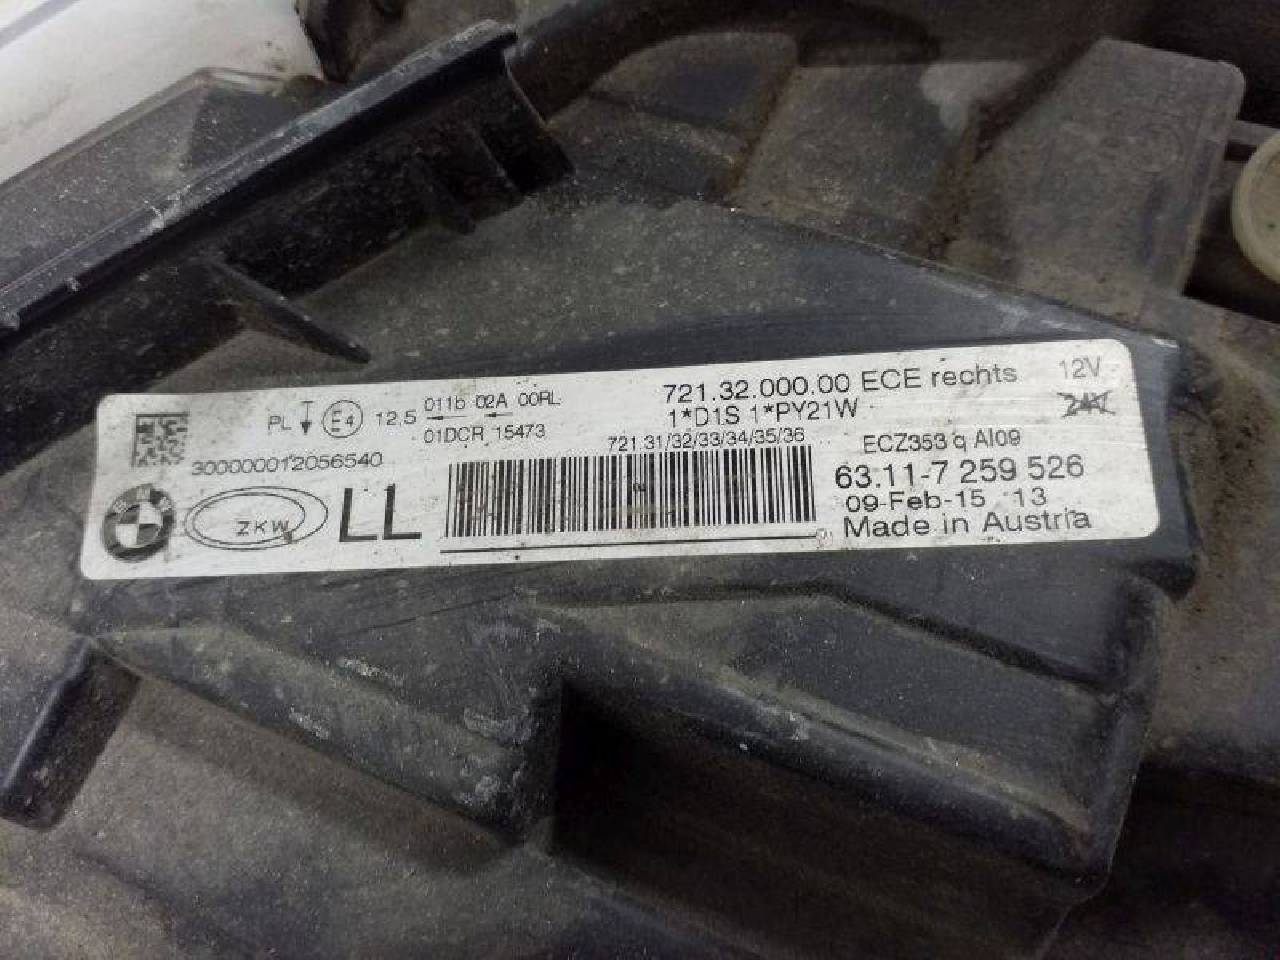 721.32.000.00 ECE rechts 12V
1*D1S 1*PY21W 24V
PL E4 12,5 011b 02A 00RL
01DCR 15473
721.31/32/33/34/35/36
ECZ353 q AI09
300000012056540
63.11-7 259 526
ZKW LL
09-Feb-15 13
Made in Austria